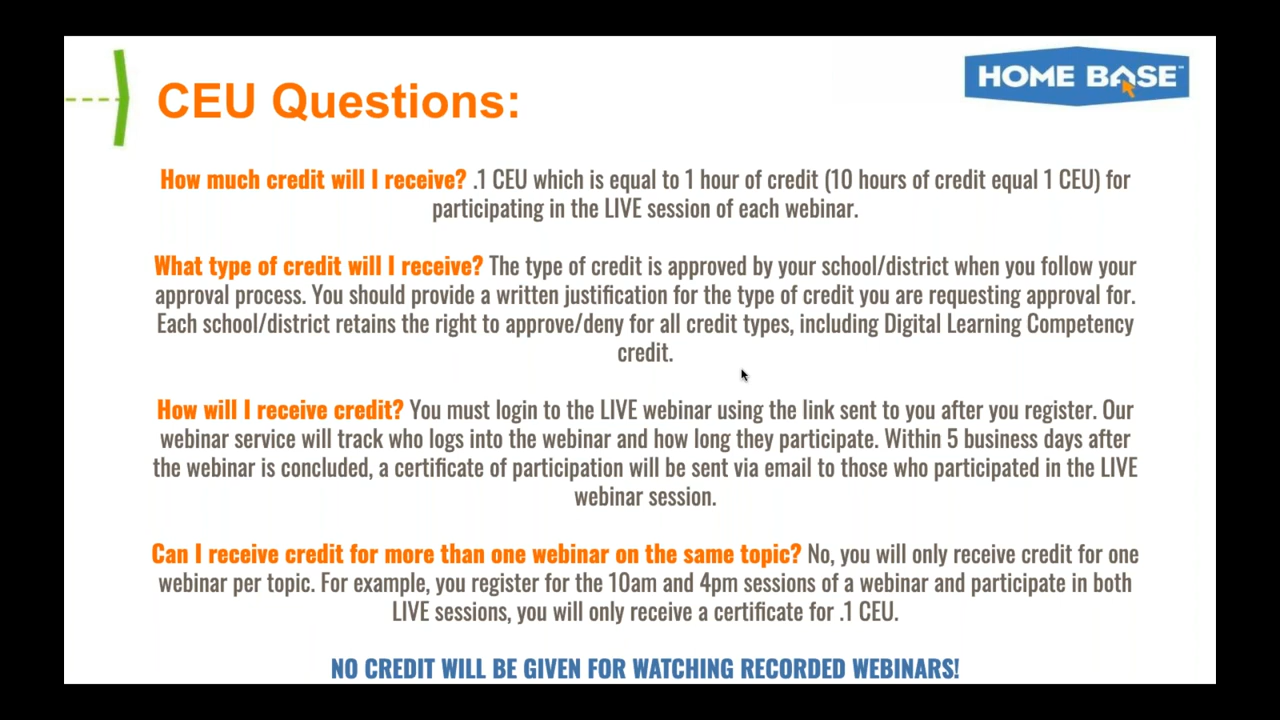 HOME BASE™
CEU Questions:
How much credit will I receive? .1 CEU which is equal to 1 hour of credit (10 hours of credit equal 1 CEU) for
participating in the LIVE session of each webinar.
What type of credit will I receive? The type of credit is approved by your school/district when you follow your
approval process. You should provide a written justification for the type of credit you are requesting approval for.
Each school/district retains the right to approve/deny for all credit types, including Digital Learning Competency
credit.
How will I receive credit? You must login to the LIVE webinar using the link sent to you after you register. Our
webinar service will track who logs into the webinar and how long they participate. Within 5 business days after
the webinar is concluded, a certificate of participation will be sent via email to those who participated in the LIVE
webinar session.
Can I receive credit for more than one webinar on the same topic? No, you will only receive credit for one
webinar per topic. For example, you register for the 10am and 4pm sessions of a webinar and participate in both
LIVE sessions, you will only receive a certificate for .1 CEU.
NO CREDIT WILL BE GIVEN FOR WATCHING RECORDED WEBINARS!